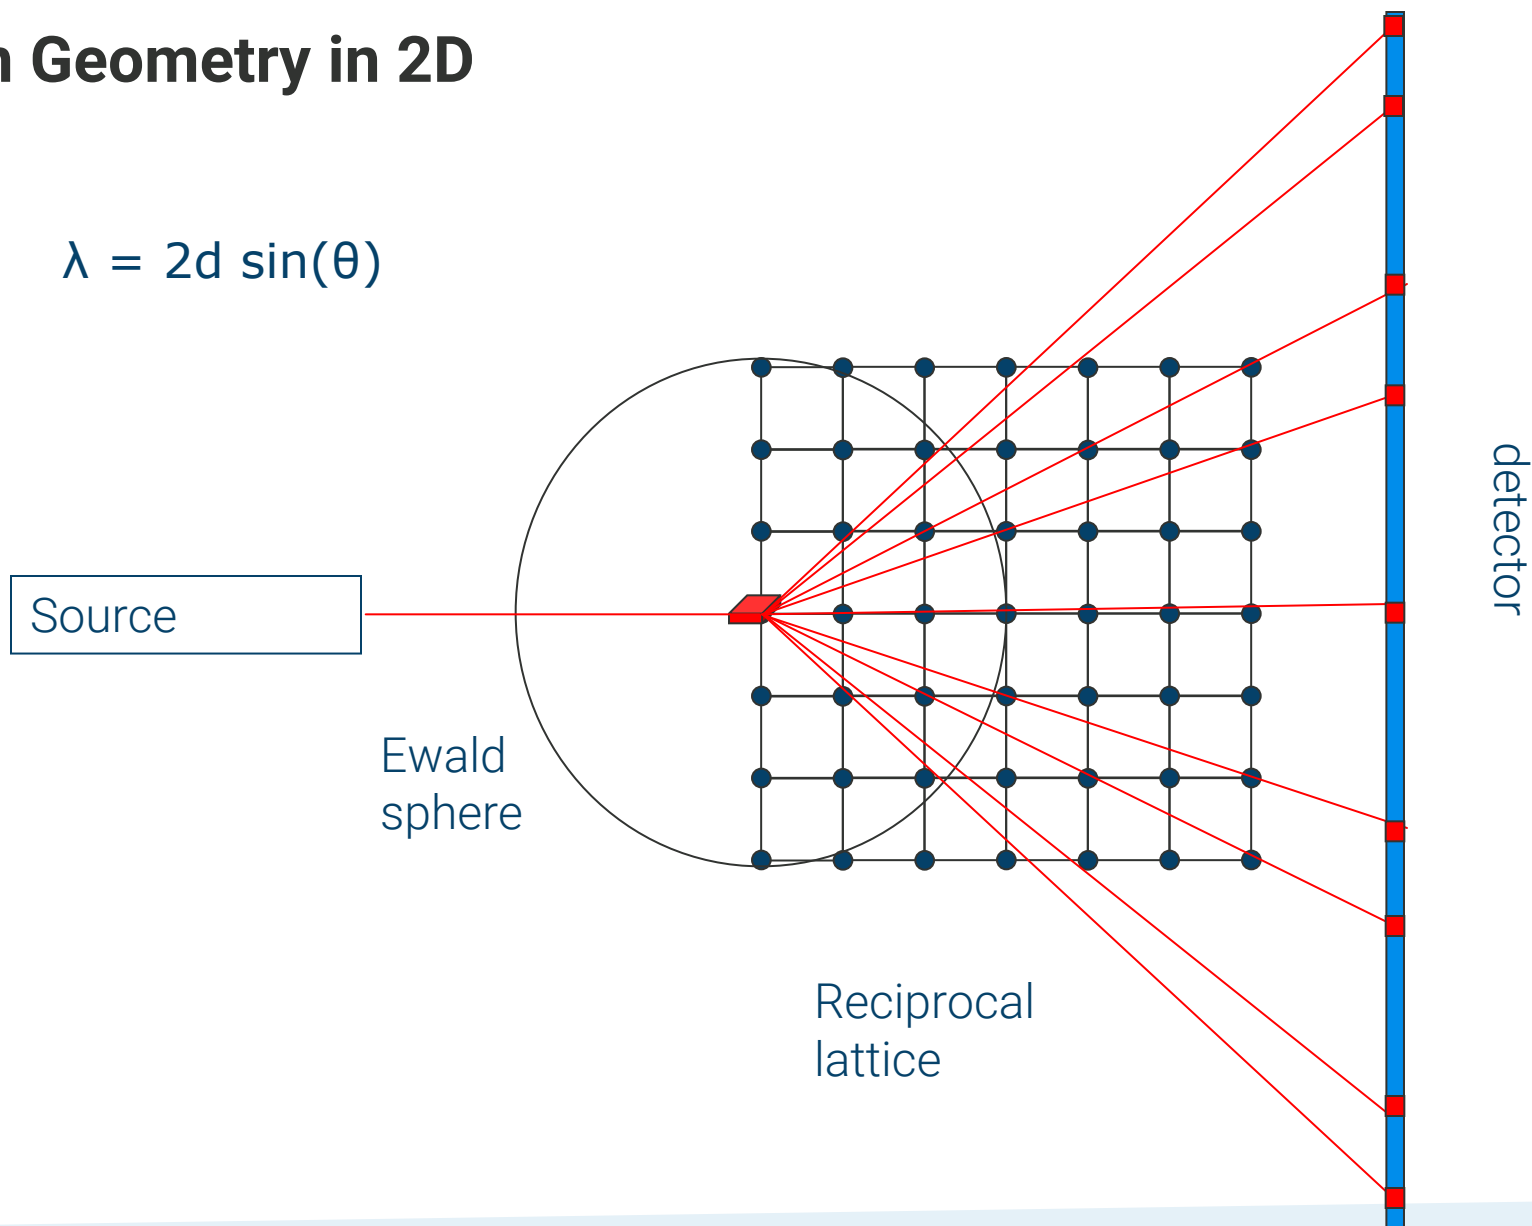 n Geometry in 2D
λ = 2d sin(θ)
detector
Source
Ewald
sphere
Reciprocal
lattice